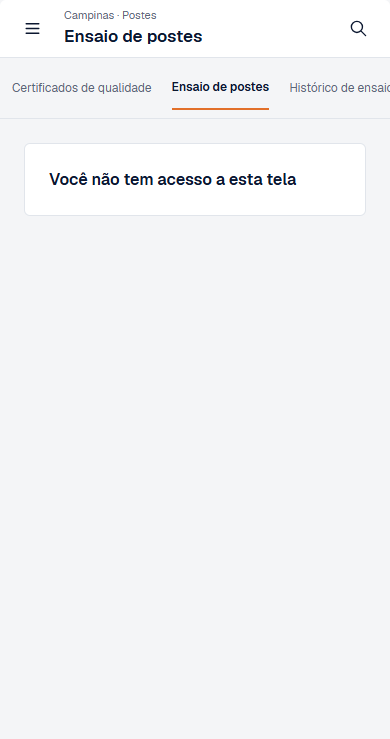 Campinas · Postes
Ensaio de postes
Certificados de qualidade
Ensaio de postes
Histórico de ensaio
Você não tem acesso a esta tela